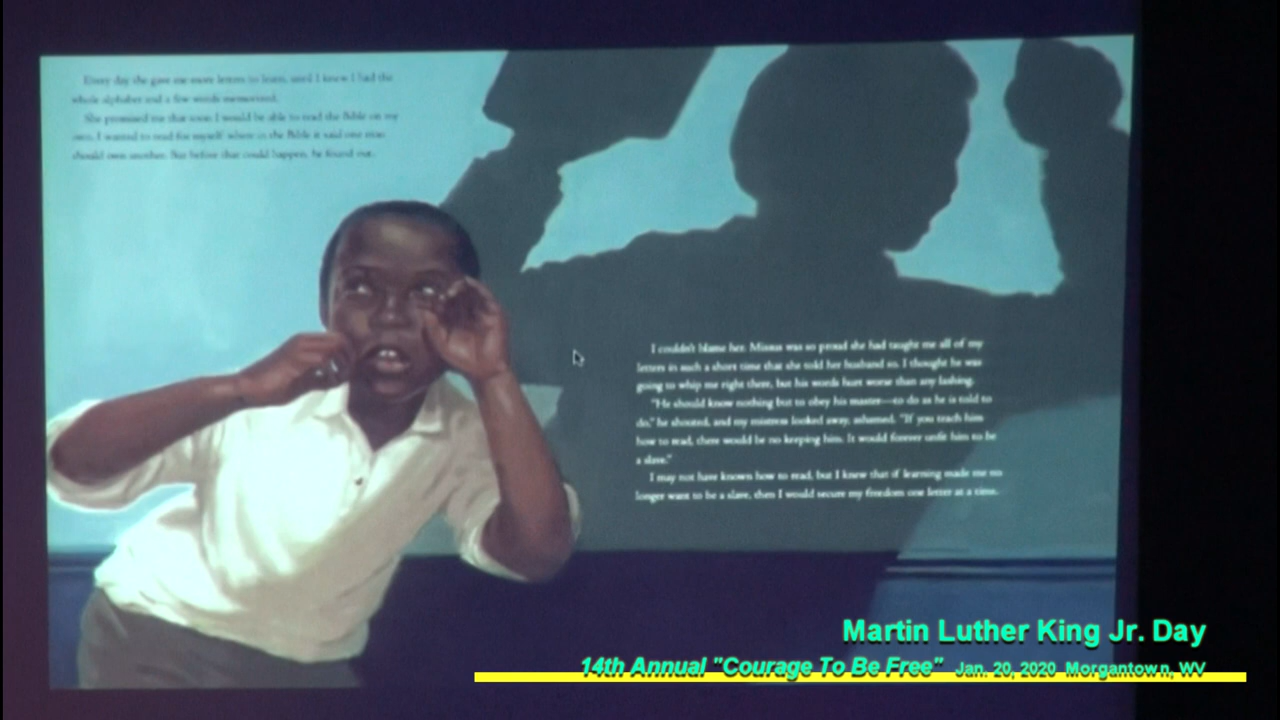 Every day she gave me more letters to learn, until I knew I had the
whole alphabet and a few words memorized.
She promised me that soon I would be able to read the Bible on my
own. I wanted to read for myself where in the Bible it said one man
should own another. But before that could happen, he found out.
I couldn't blame her. Missus was so proud she had taught me all of my
letters in such a short time that she told her husband so. I thought he was
going to whip me right there, but his words hurt worse than any lashing.
"He should know nothing but to obey his master—to do as he is told to
do," he shouted, and my mistress looked away, ashamed. "If you teach him
how to read, there would be no keeping him. It would forever unfit him to be
a slave."
I may not have known how to read, but I knew that if learning made me no
longer want to be a slave, then I would secure my freedom one letter at a time.
Martin Luther King Jr. Day
14th Annual "Courage To Be Free" Jan. 20, 2020 Morgantown, WV